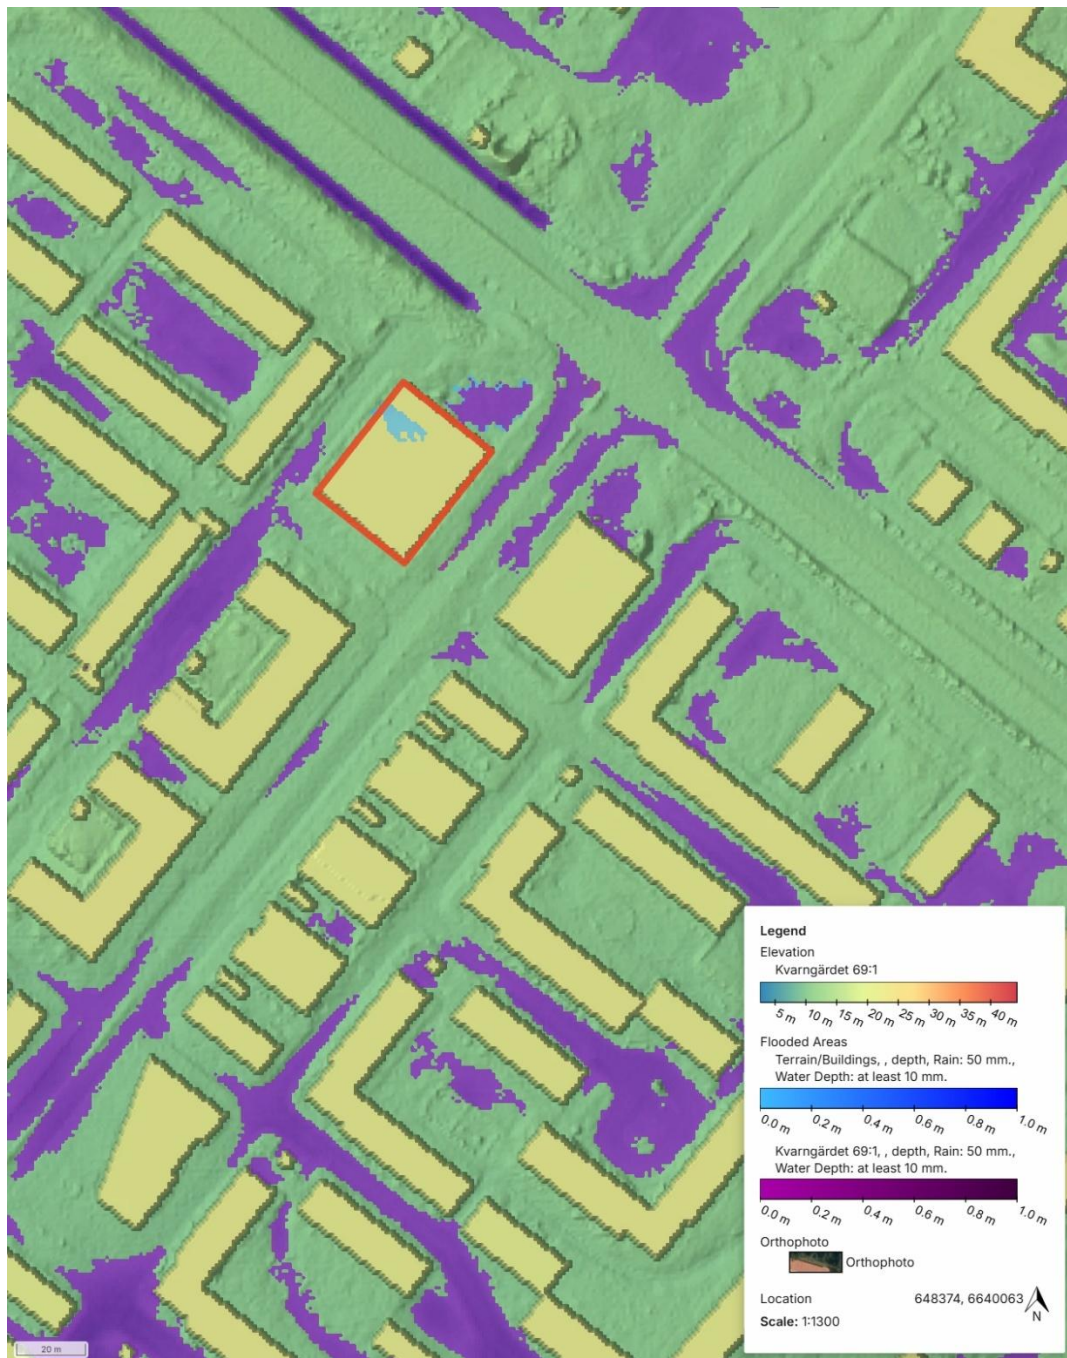 Legend
Elevation
Kvarngärdet 69:1
5 m 10 m 15 m 20 m 25 m 30 m 35 m 40 m
Flooded Areas
Terrain/Buildings, , depth, Rain: 50 mm.,
Water Depth: at least 10 mm.
0.0 m 0.2 m 0.4 m 0.6 m 0.8 m 1.0 m
Kvarngärdet 69:1, , depth, Rain: 50 mm.,
Water Depth: at least 10 mm.
0.0 m 0.2 m 0.4 m 0.6 m 0.8 m 1.0 m
Orthophoto
Orthophoto
Location 648374, 6640063
N
Scale: 1:1300
20 m